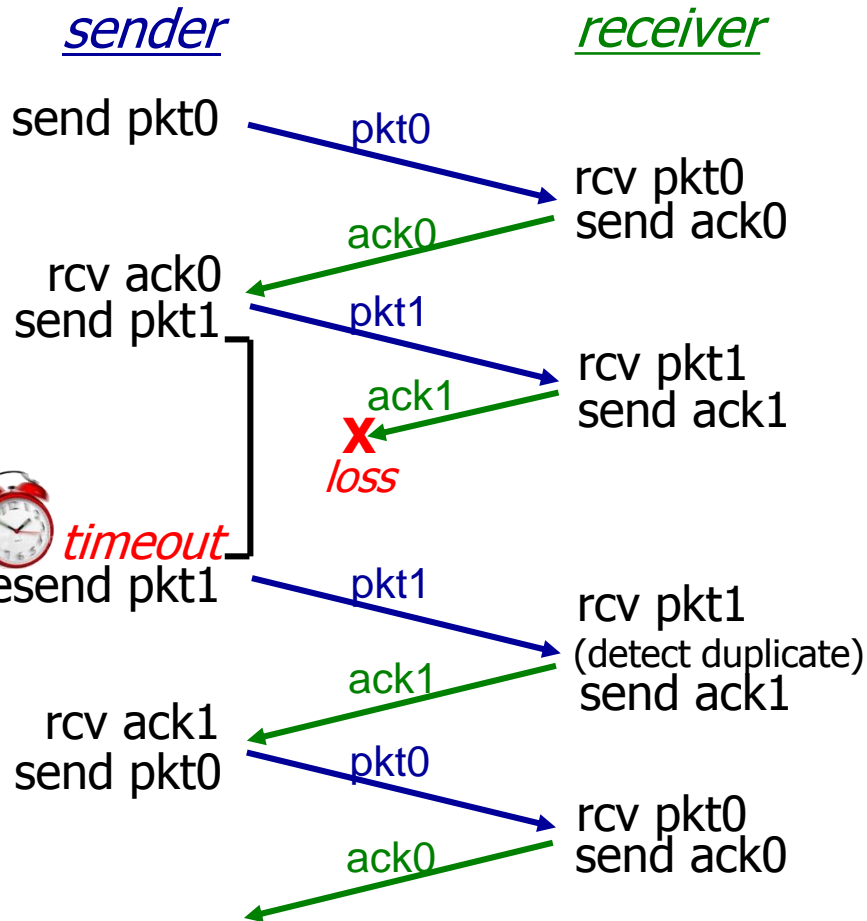 sender
receiver
send pkt0
pkt0
rcv pkt0
send ack0
ack0
rcv ack0
send pkt1
pkt1
rcv pkt1
send ack1
ack1
X
loss
timeout
esend pkt1
pkt1
rcv pkt1
(detect duplicate)
send ack1
ack1
rcv ack1
send pkt0
pkt0
rcv pkt0
send ack0
ack0